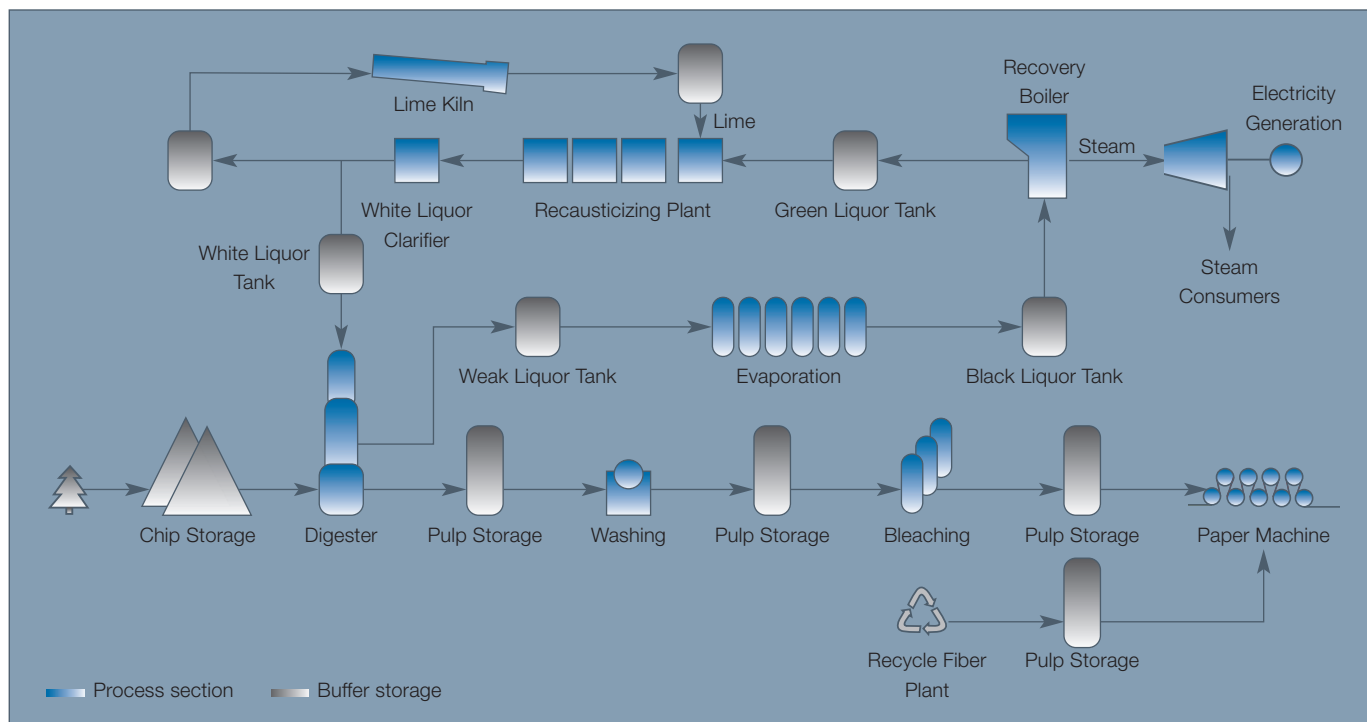 Recovery
Boiler
Electricity
Generation
Lime Kiln
Lime
Steam
White Liquor
Clarifier
Recausticizing Plant
Green Liquor Tank
White Liquor
Tank
Steam
Consumers
Weak Liquor Tank
Evaporation
Black Liquor Tank
Chip Storage
Digester
Pulp Storage
Washing
Pulp Storage
Bleaching
Pulp Storage
Paper Machine
Recycle Fiber
Plant
Pulp Storage
Process section
Buffer storage